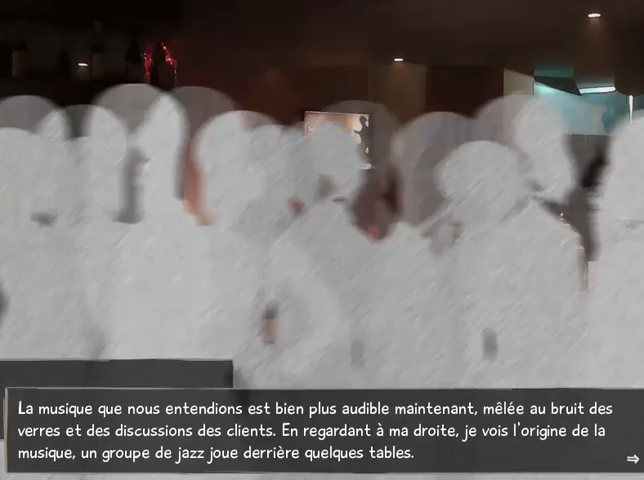 La musique que nous entendions est bien plus audible maintenant, mêlée au bruit des
verres et des discussions des clients. En regardant à ma droite, je vois l'origine de la
musique, un groupe de jazz joue derrière quelques tables.